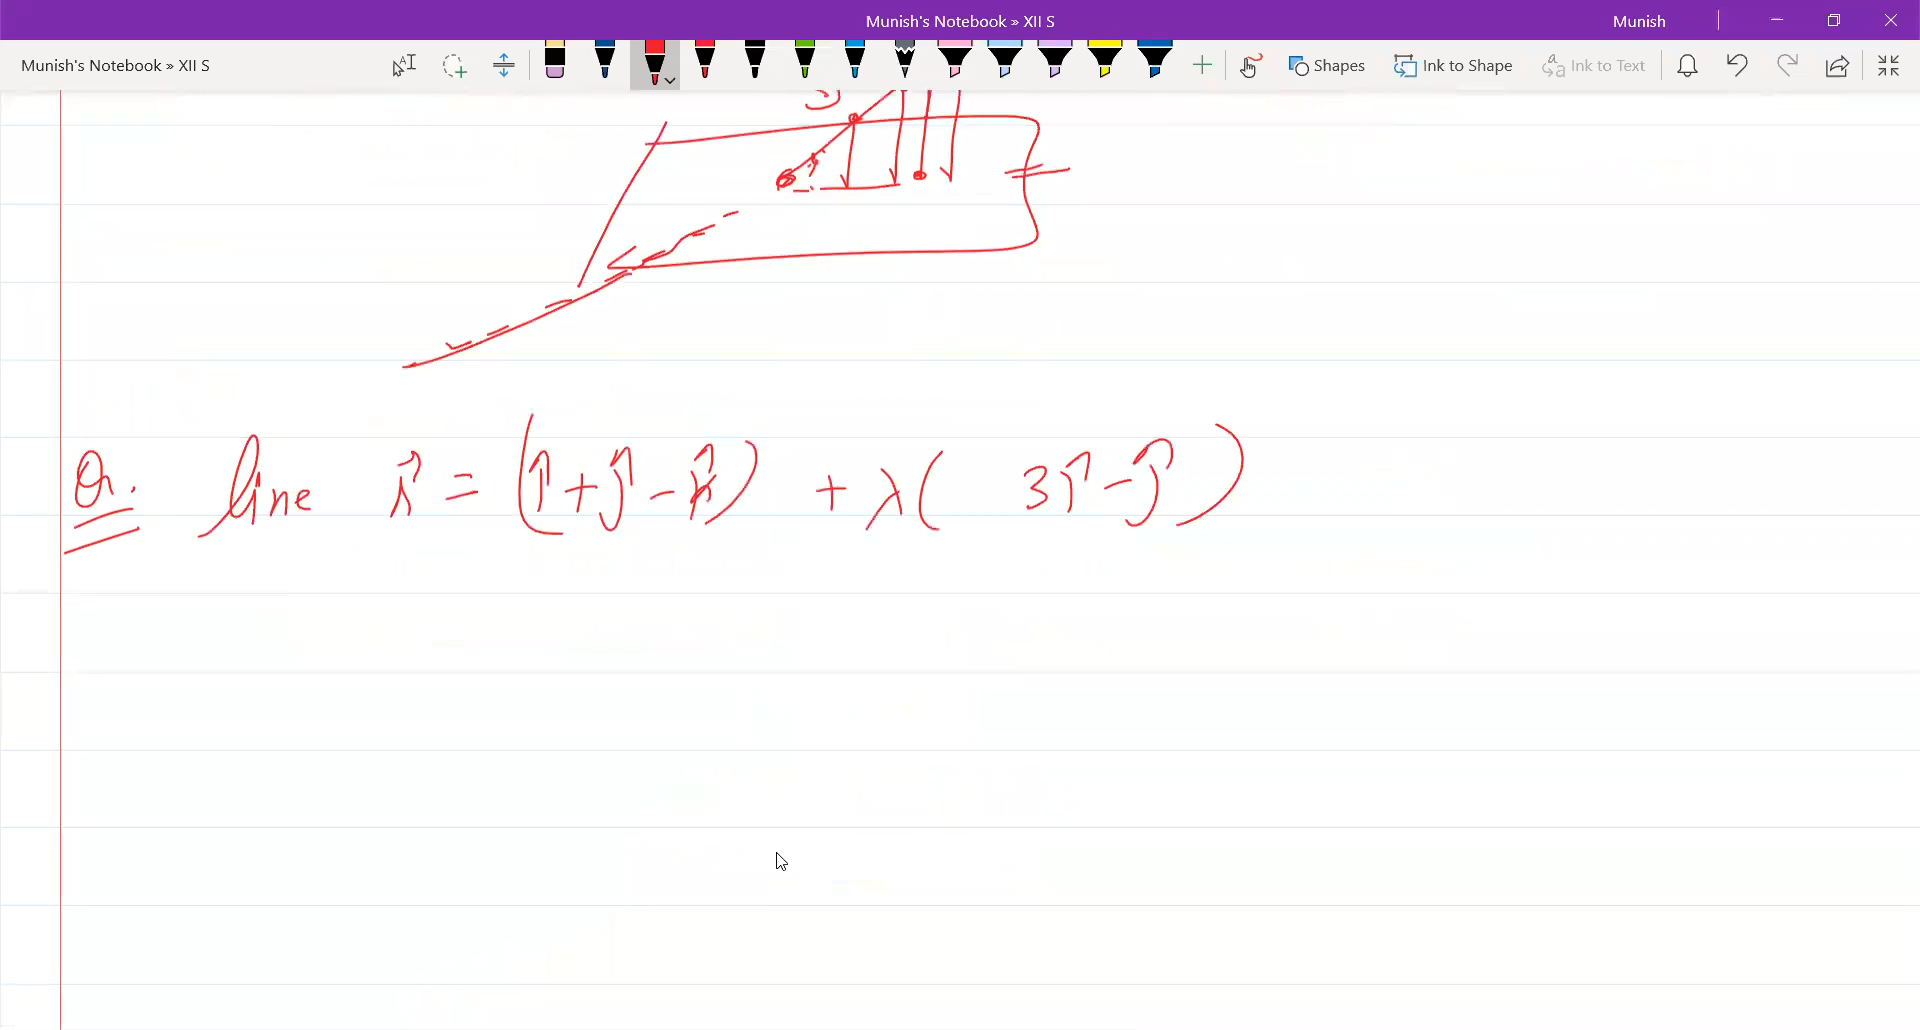 Munish's Notebook » XII S
Munish
Munish's Notebook » XII S
Shapes
Ink to Shape
Ink to Text
Q. line r⃗ = (î + ĵ - k̂) + λ( 3î - ĵ )